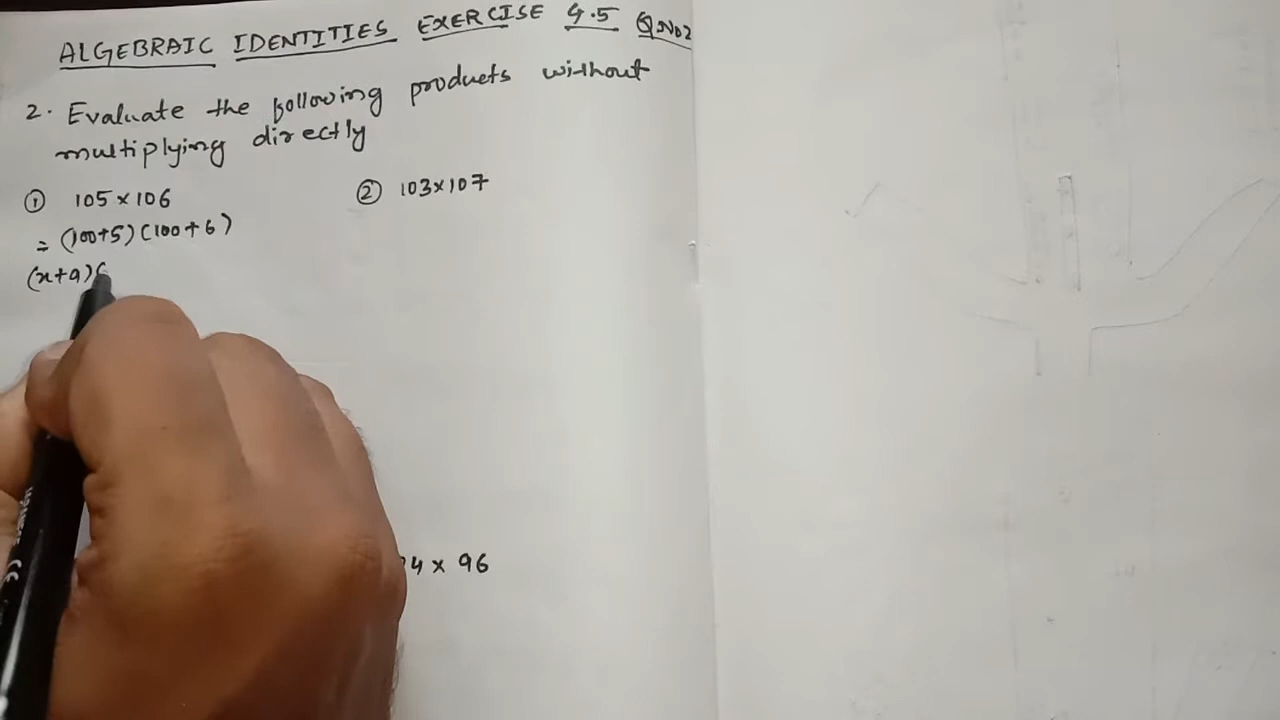 ALGEBRAIC IDENTITIES EXERCISE 4.5 Q.No2
2. Evaluate the following products without
multiplying directly
① 105 × 106
② 103×107
= (100+5) (100+6)
(x+a)(
4 × 96